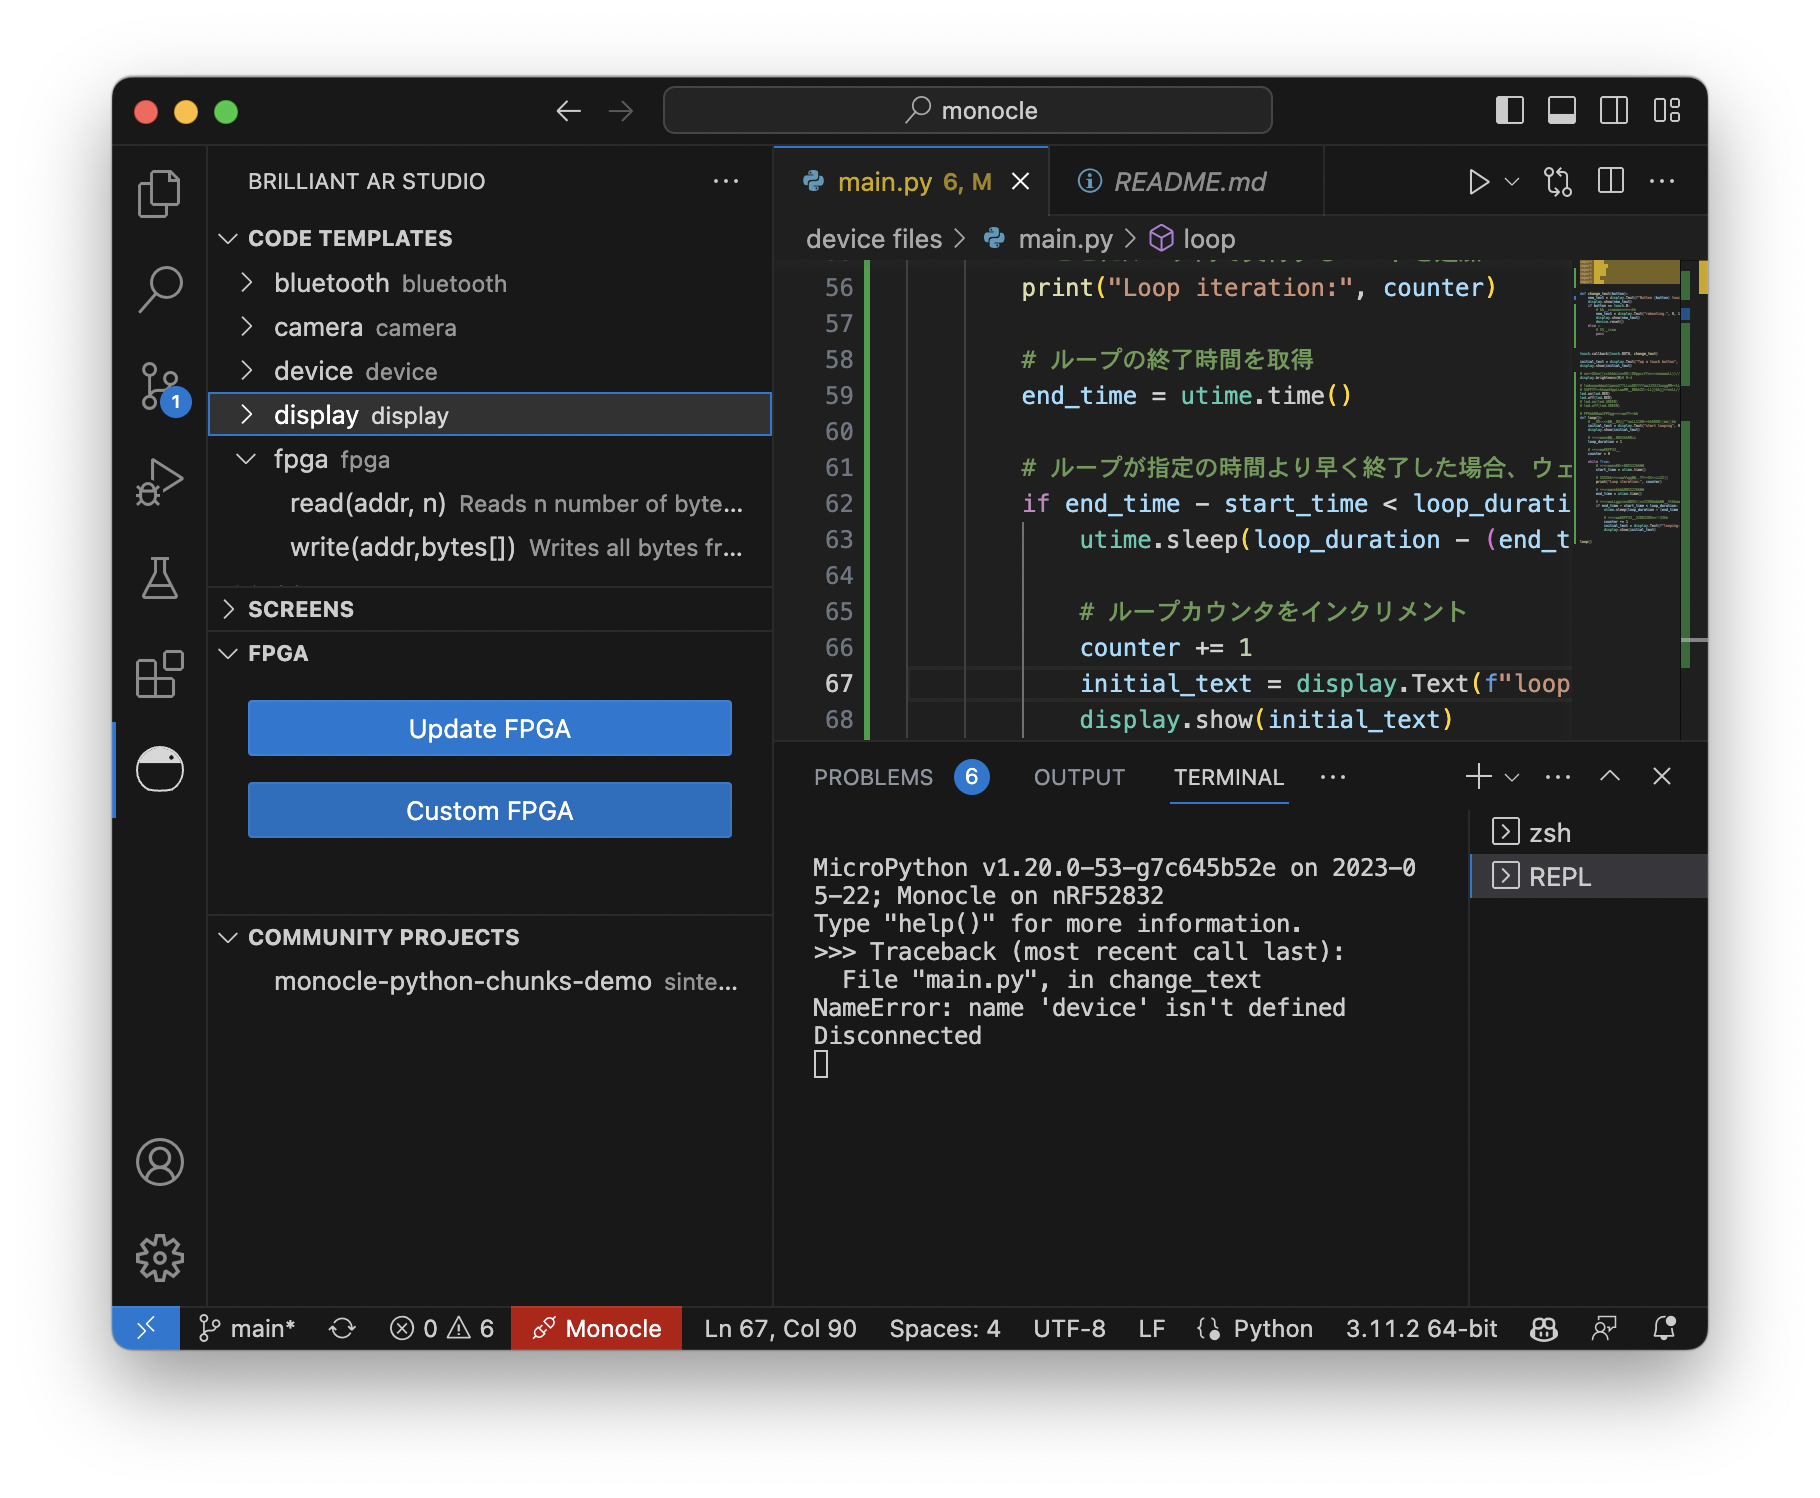 monocle
BRILLIANT AR STUDIO
CODE TEMPLATES
bluetooth bluetooth
camera camera
device device
display display
fpga fpga
read(addr, n) Reads n number of byte...
write(addr,bytes[]) Writes all bytes fr...
SCREENS
FPGA
Update FPGA
Custom FPGA
COMMUNITY PROJECTS
monocle-python-chunks-demo sinte...
1
main.py 6, M
README.md
device files > main.py > loop
56 print("Loop iteration:", counter)
57
58 # ループの終了時間を取得
59 end_time = utime.time()
60
61 # ループが指定の時間より早く終了した場合、ウェ
62 if end_time - start_time < loop_durati
63 utime.sleep(loop_duration - (end_t
64
65 # ループカウンタをインクリメント
66 counter += 1
67 initial_text = display.Text(f"loop
68 display.show(initial_text)
PROBLEMS 6 OUTPUT TERMINAL
zsh
REPL
MicroPython v1.20.0-53-g7c645b52e on 2023-0
5-22; Monocle on nRF52832
Type "help()" for more information.
>>> Traceback (most recent call last):
File "main.py", in change_text
NameError: name 'device' isn't defined
Disconnected
main* 0 6 Monocle Ln 67, Col 90 Spaces: 4 UTF-8 LF Python 3.11.2 64-bit